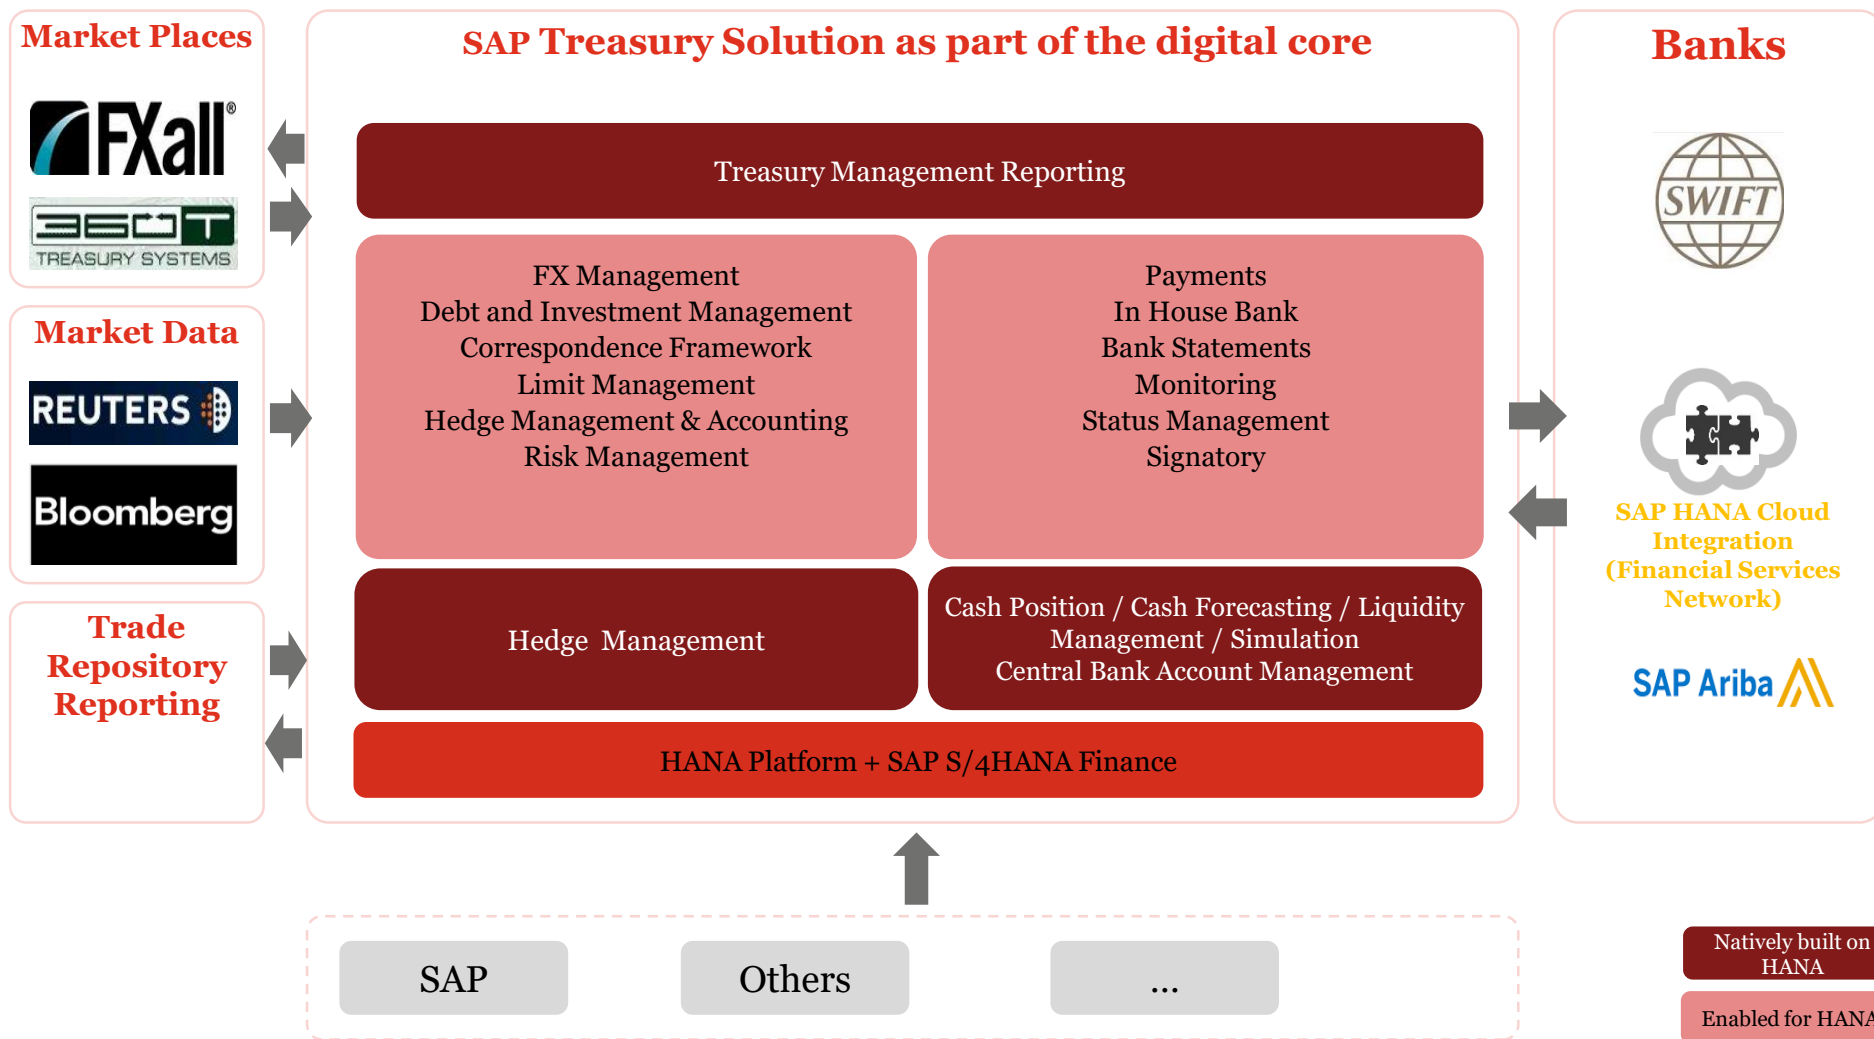 Market Places
FXall®
360T
TREASURY SYSTEMS
Market Data
REUTERS
Bloomberg
Trade
Repository
Reporting
SAP Treasury Solution as part of the digital core
Treasury Management Reporting
FX Management
Debt and Investment Management
Correspondence Framework
Limit Management
Hedge Management & Accounting
Risk Management
Payments
In House Bank
Bank Statements
Monitoring
Status Management
Signatory
Hedge Management
Cash Position / Cash Forecasting / Liquidity
Management / Simulation
Central Bank Account Management
HANA Platform + SAP S/4HANA Finance
Banks
SWIFT
SAP HANA Cloud
Integration
(Financial Services
Network)
SAP Ariba
SAP
Others
...
Natively built on
HANA
Enabled for HANA